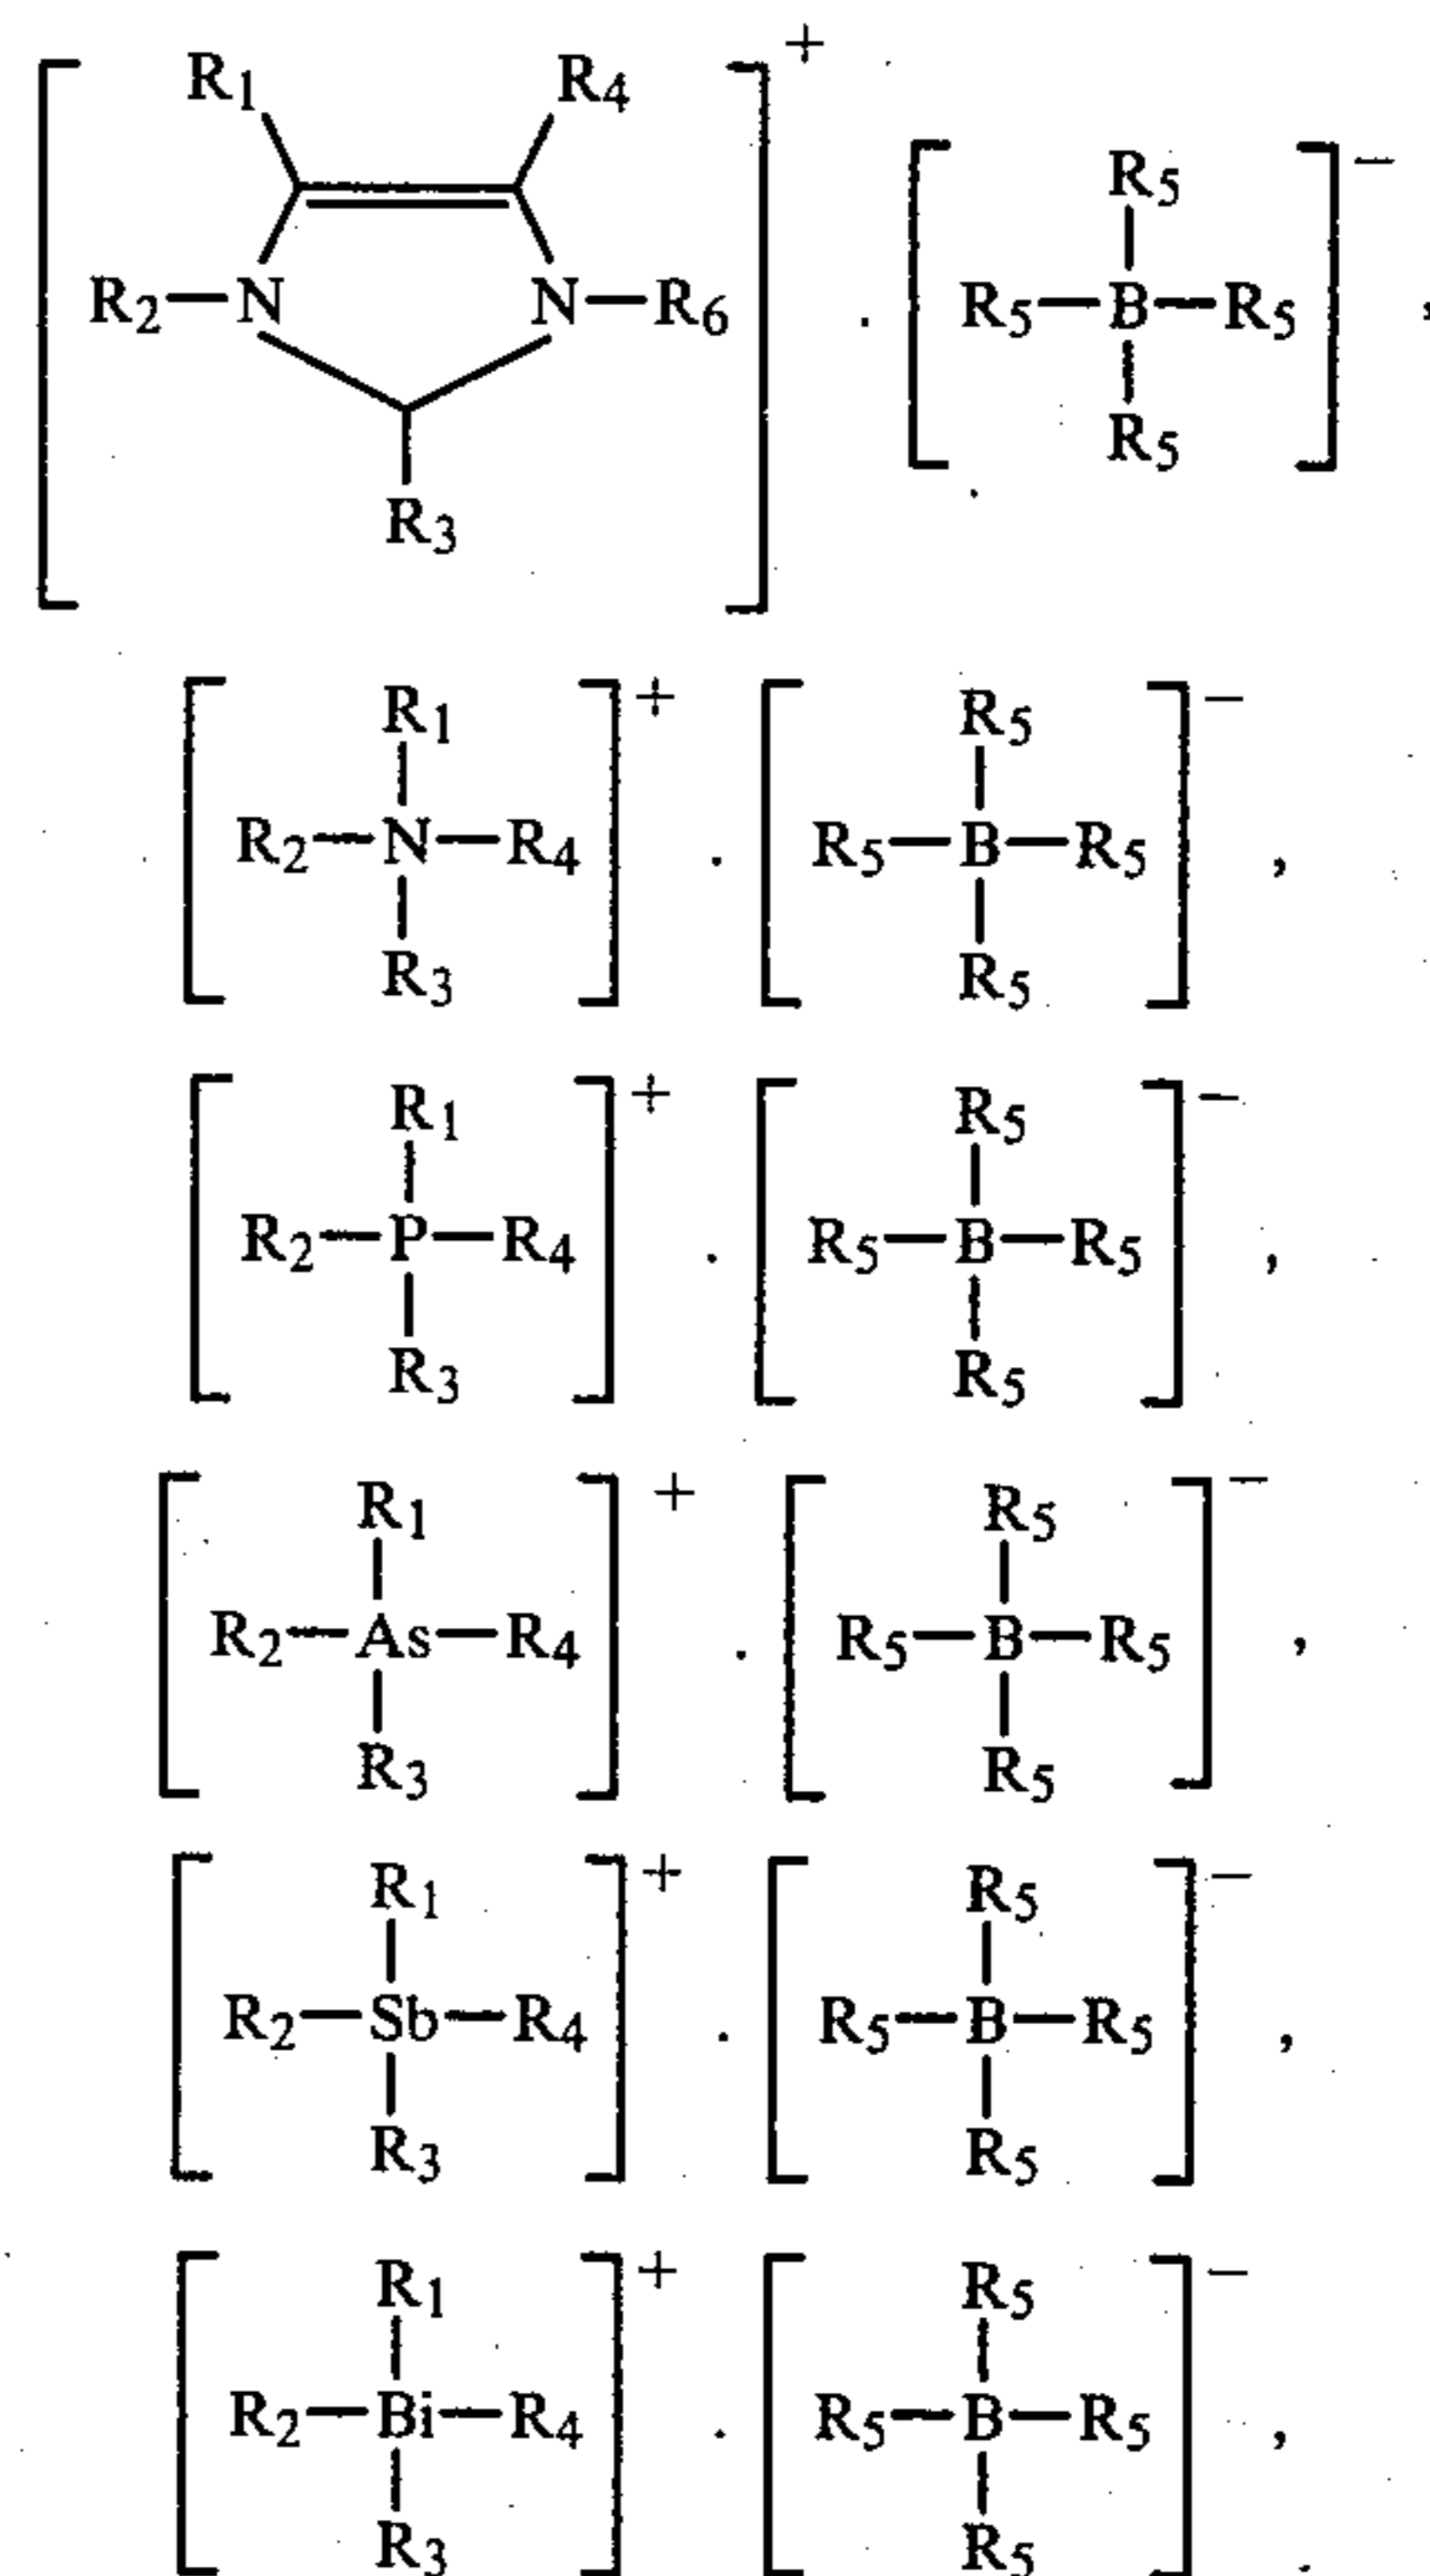 [ R1 R4 ]+
[ R5 ]−
R2—N N—R6 . R5—B—R5 ,
R5
R3
[ R1 ]+ [ R5 ]−
R2—N—R4 . R5—B—R5 ,
R3 R5
[ R1 ]+ [ R5 ]−
R2—P—R4 . R5—B—R5 ,
R3 R5
[ R1 ]+ [ R5 ]−
R2—As—R4 . R5—B—R5 ,
R3 R5
[ R1 ]+ [ R5 ]−
R2—Sb—R4 . R5—B—R5 ,
R3 R5
[ R1 ]+ [ R5 ]−
R2—Bi—R4 . R5—B—R5 ,
R3 R5